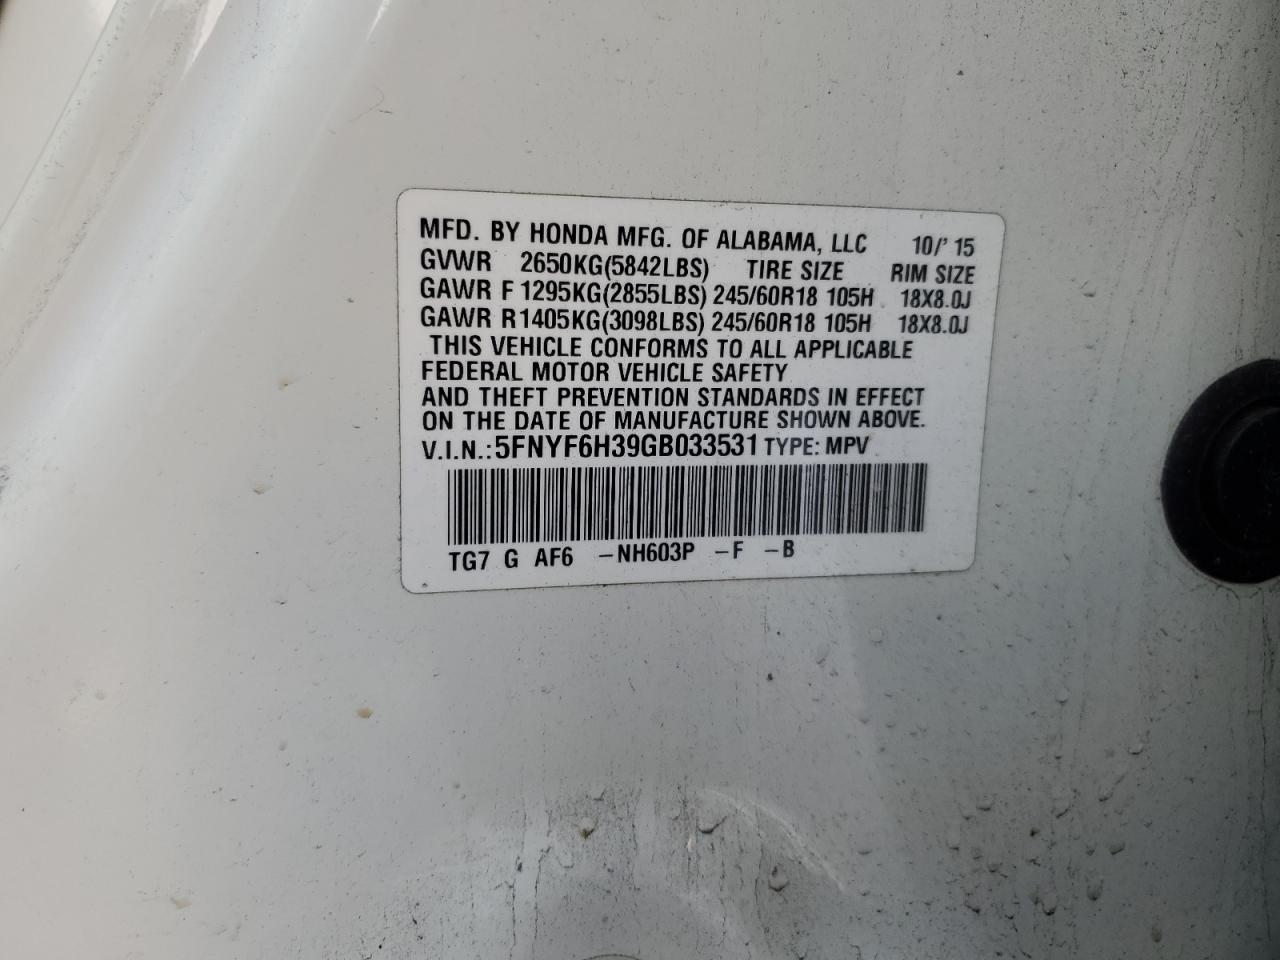 MFD. BY HONDA MFG. OF ALABAMA, LLC 10/' 15
GVWR 2650KG(5842LBS) TIRE SIZE RIM SIZE
GAWR F 1295KG(2855LBS) 245/60R18 105H 18X8.0J
GAWR R1405KG(3098LBS) 245/60R18 105H 18X8.0J
THIS VEHICLE CONFORMS TO ALL APPLICABLE
FEDERAL MOTOR VEHICLE SAFETY
AND THEFT PREVENTION STANDARDS IN EFFECT
ON THE DATE OF MANUFACTURE SHOWN ABOVE.
V.I.N.: 5FNYF6H39GB033531 TYPE: MPV
TG7 G AF6 –NH603P –F –B